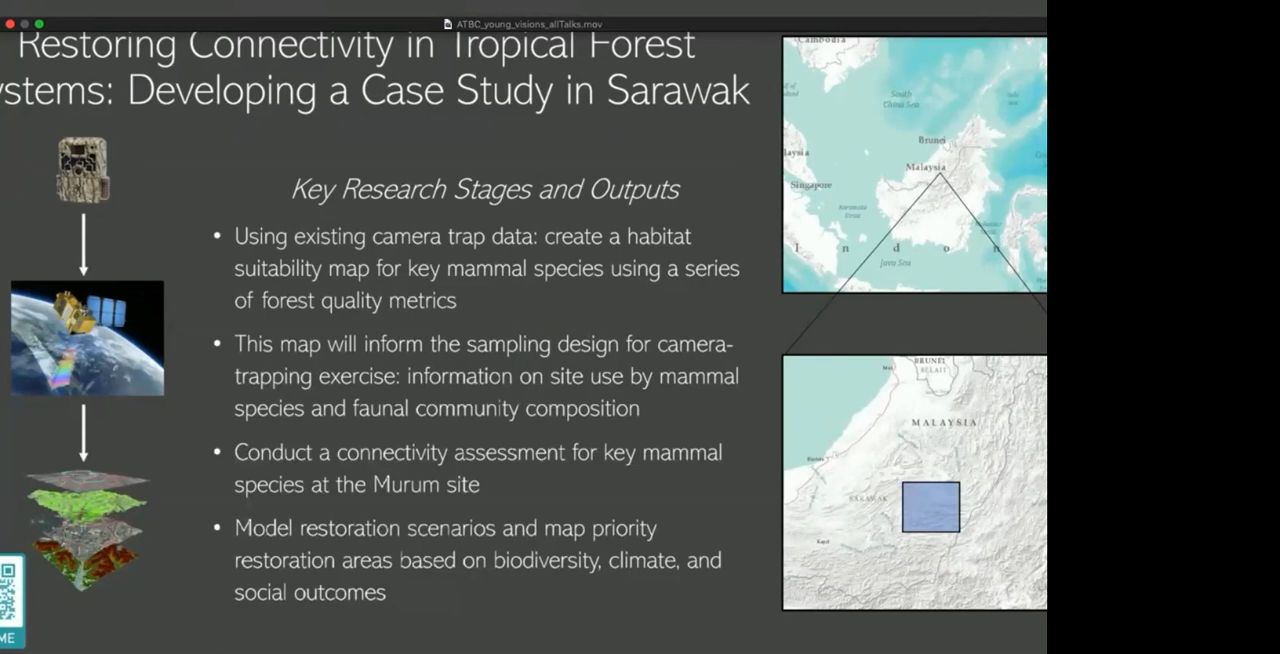 ATBC_young_visions_allTalks.mov
Restoring Connectivity in Tropical Forest
ystems: Developing a Case Study in Sarawak
Key Research Stages and Outputs
• Using existing camera trap data: create a habitat
suitability map for key mammal species using a series
of forest quality metrics
• This map will inform the sampling design for camera-
trapping exercise: information on site use by mammal
species and faunal community composition
• Conduct a connectivity assessment for key mammal
species at the Murum site
• Model restoration scenarios and map priority
restoration areas based on biodiversity, climate, and
social outcomes
ME
Cambodia
South
China Sea
Brunei
laysia
Malaysia
Singapore
I n d o n
Java Sea
BRUNEI
BELAIT
MALAYSIA
SARAWAK